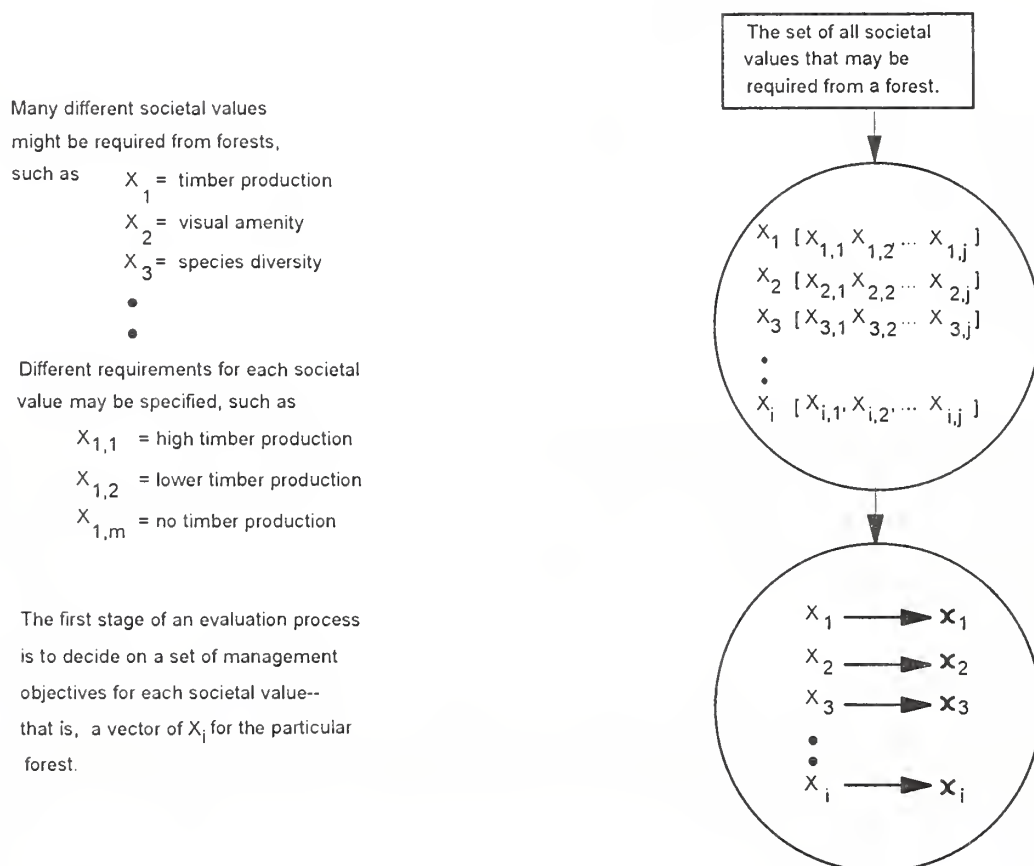 Many different societal values
might be required from forests,
such as X1 = timber production
X2 = visual amenity
X3 = species diversity
•
•
Different requirements for each societal
value may be specified, such as
X1,1 = high timber production
X1,2 = lower timber production
X1,m = no timber production
The first stage of an evaluation process
is to decide on a set of management
objectives for each societal value--
that is, a vector of Xi for the particular
forest.
The set of all societal
values that may be
required from a forest.
X1 [X1,1 X1,2, ... X1,j]
X2 [X2,1 X2,2 ... X2,j]
X3 [X3,1 X3,2 ... X3,j]
•
•
Xi [Xi,1, Xi,2, ... Xi,j]
X1 → x1
X2 → x2
X3 → x3
•
•
Xi → xi